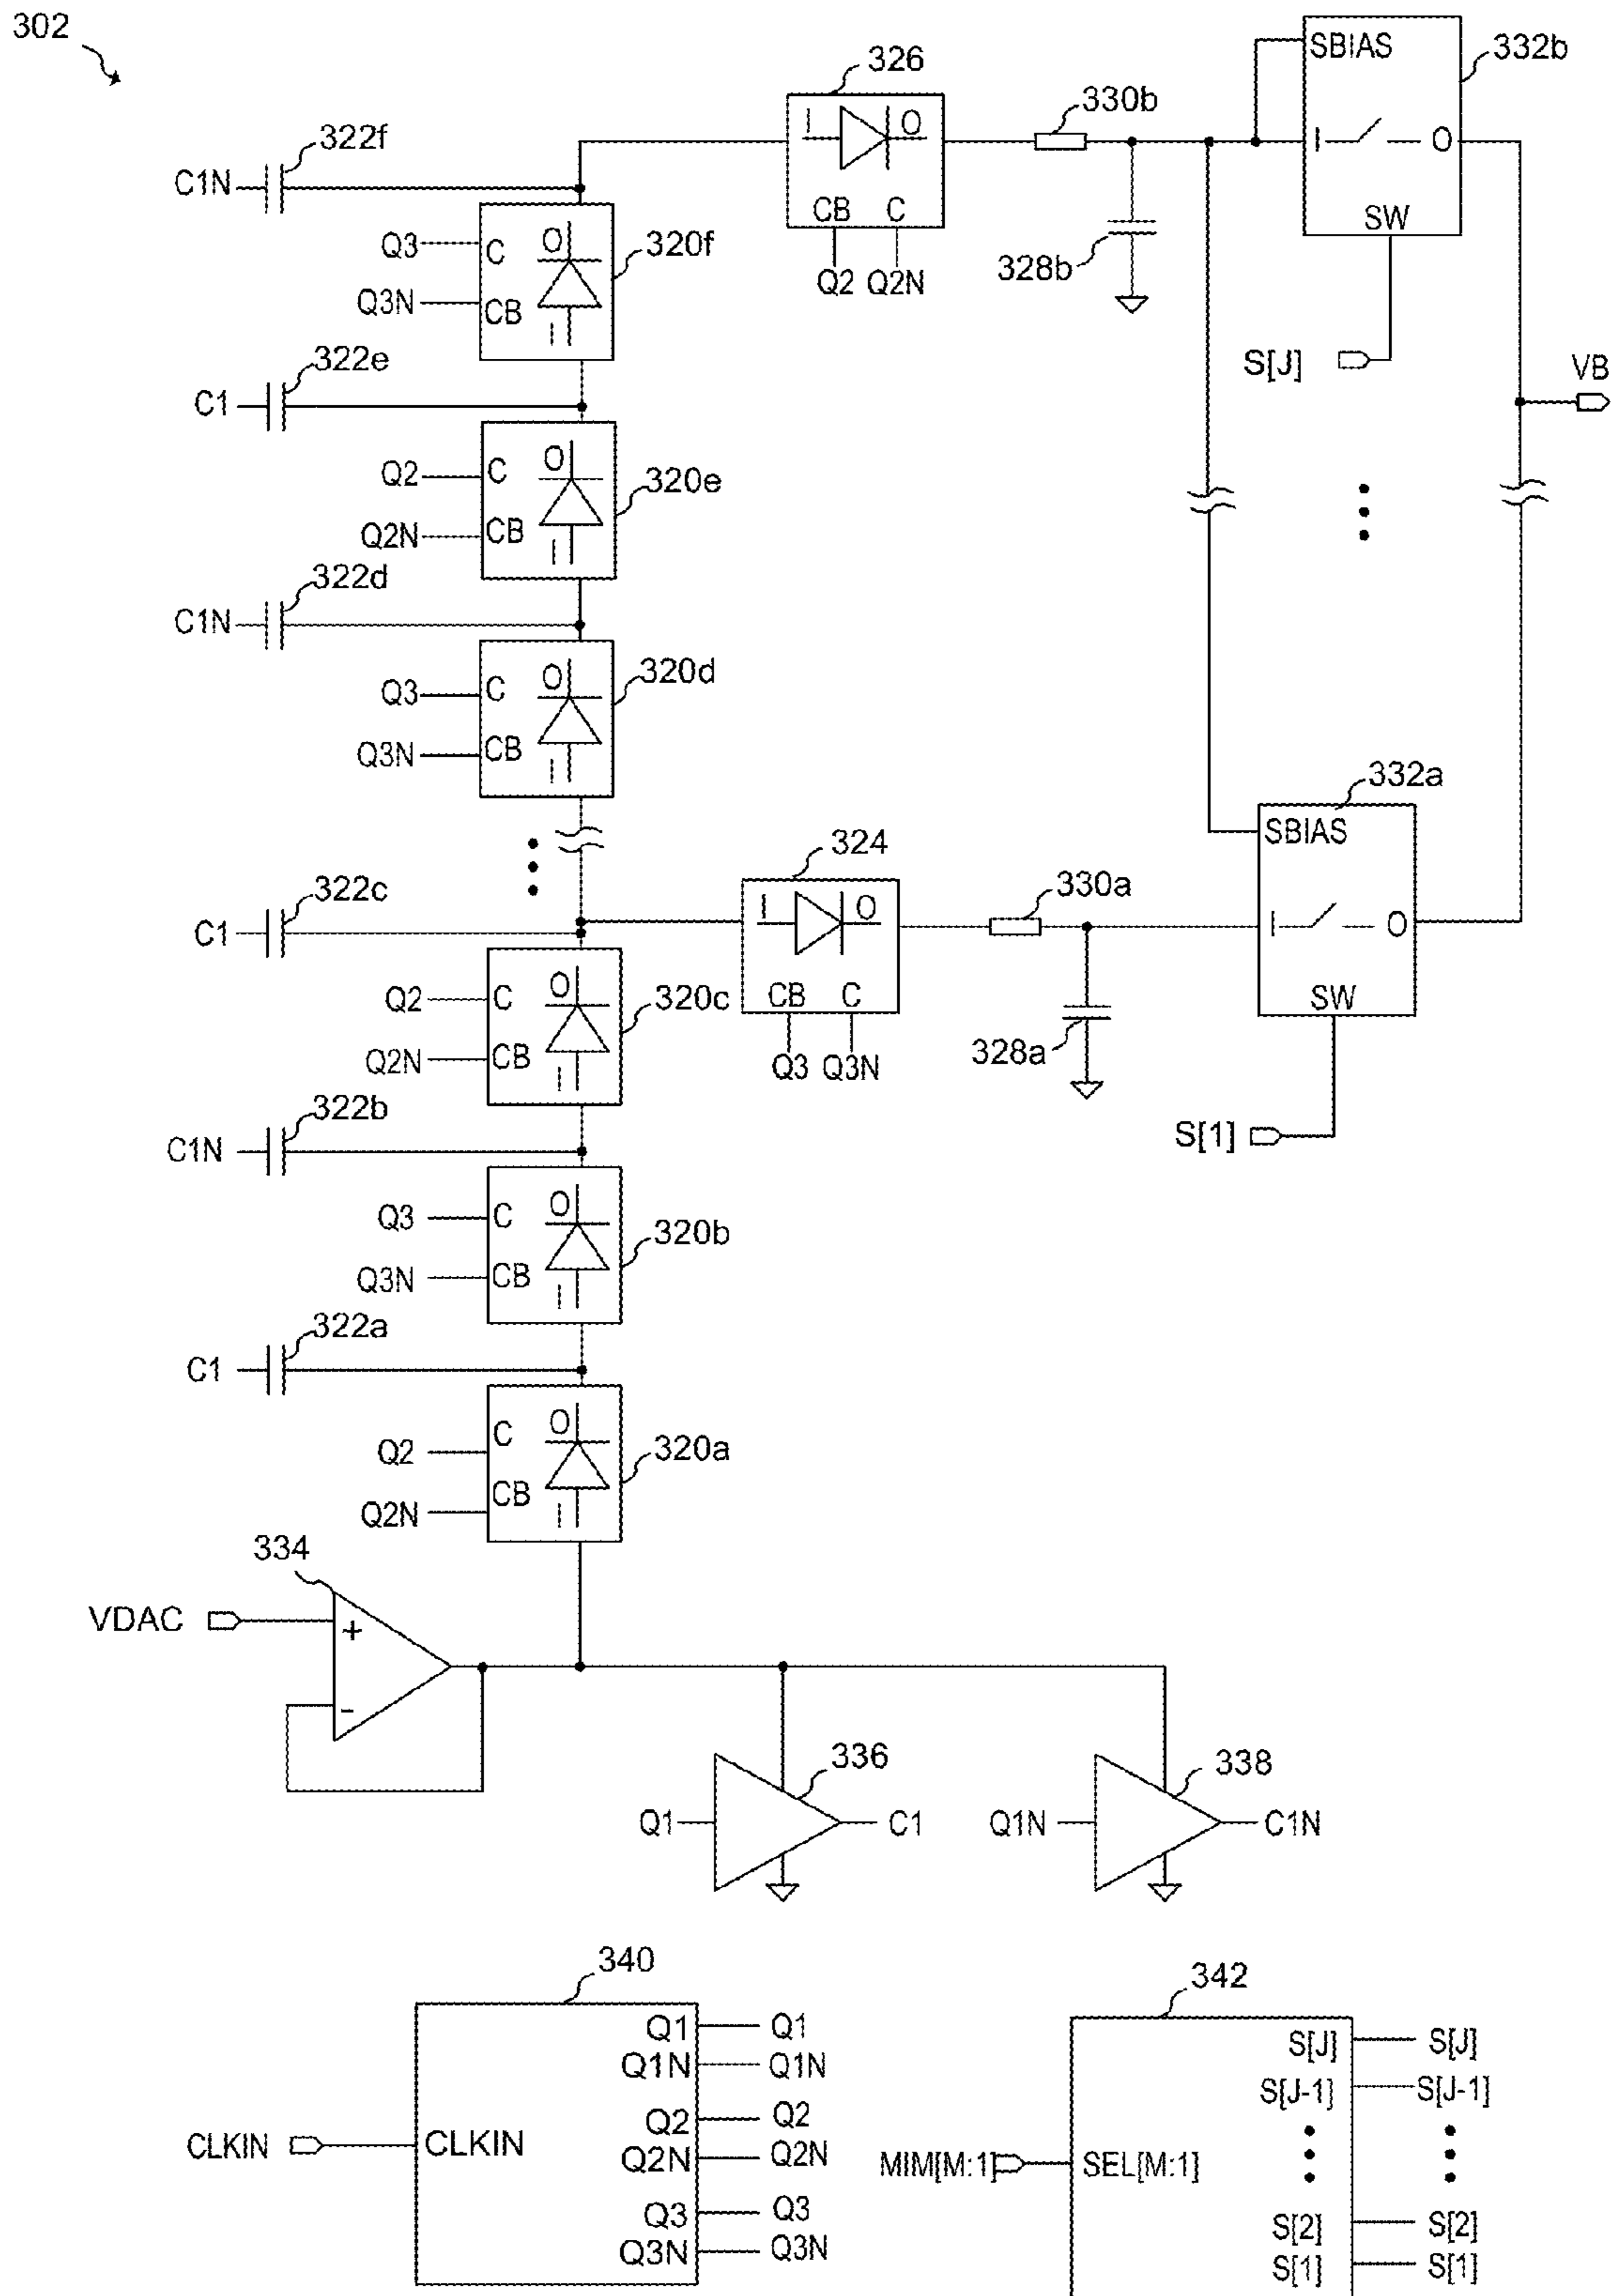 302
326
330b
SBIAS
332b
I
O
I
O
CB
C
Q2
Q2N
SW
328b
S[J]
VB
322f
C1N
Q3
C
O
320f
Q3N
CB
I
322e
C1
Q2
C
O
320e
Q2N
CB
I
322d
C1N
Q3
C
O
320d
Q3N
CB
I
332a
SBIAS
324
330a
I
O
I
O
CB
C
Q3
Q3N
SW
328a
S[1]
322c
C1
Q2
C
O
320c
Q2N
CB
I
322b
C1N
Q3
C
O
320b
Q3N
CB
I
322a
C1
Q2
C
O
320a
Q2N
CB
I
334
VDAC
+
-
336
Q1
C1
338
Q1N
C1N
340
Q1
Q1
Q1N
Q1N
Q2
Q2
CLKIN
CLKIN
Q2N
Q2N
Q3
Q3
Q3N
Q3N
342
S[J]
S[J]
S[J-1]
S[J-1]
MIM[M:1]
SEL[M:1]
S[2]
S[2]
S[1]
S[1]